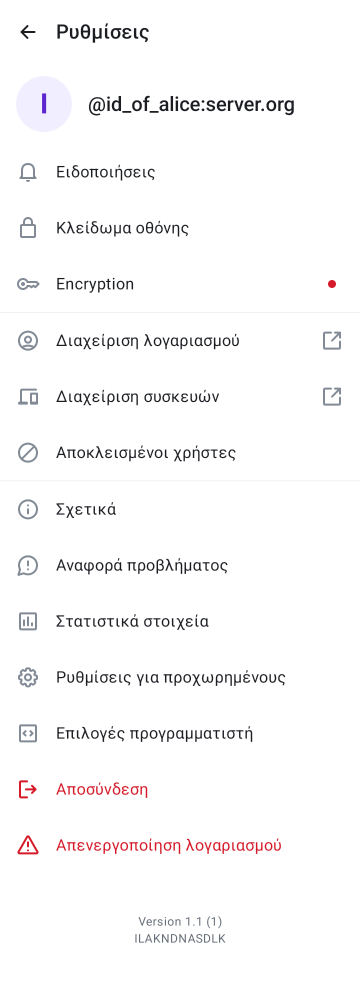 Ρυθμίσεις
I
@id_of_alice:server.org
Ειδοποιήσεις
Κλείδωμα οθόνης
Encryption
Διαχείριση λογαριασμού
Διαχείριση συσκευών
Αποκλεισμένοι χρήστες
Σχετικά
Αναφορά προβλήματος
Στατιστικά στοιχεία
Ρυθμίσεις για προχωρημένους
Επιλογές προγραμματιστή
Αποσύνδεση
Απενεργοποίηση λογαριασμού
Version 1.1 (1)
ILAKNDNASDLK